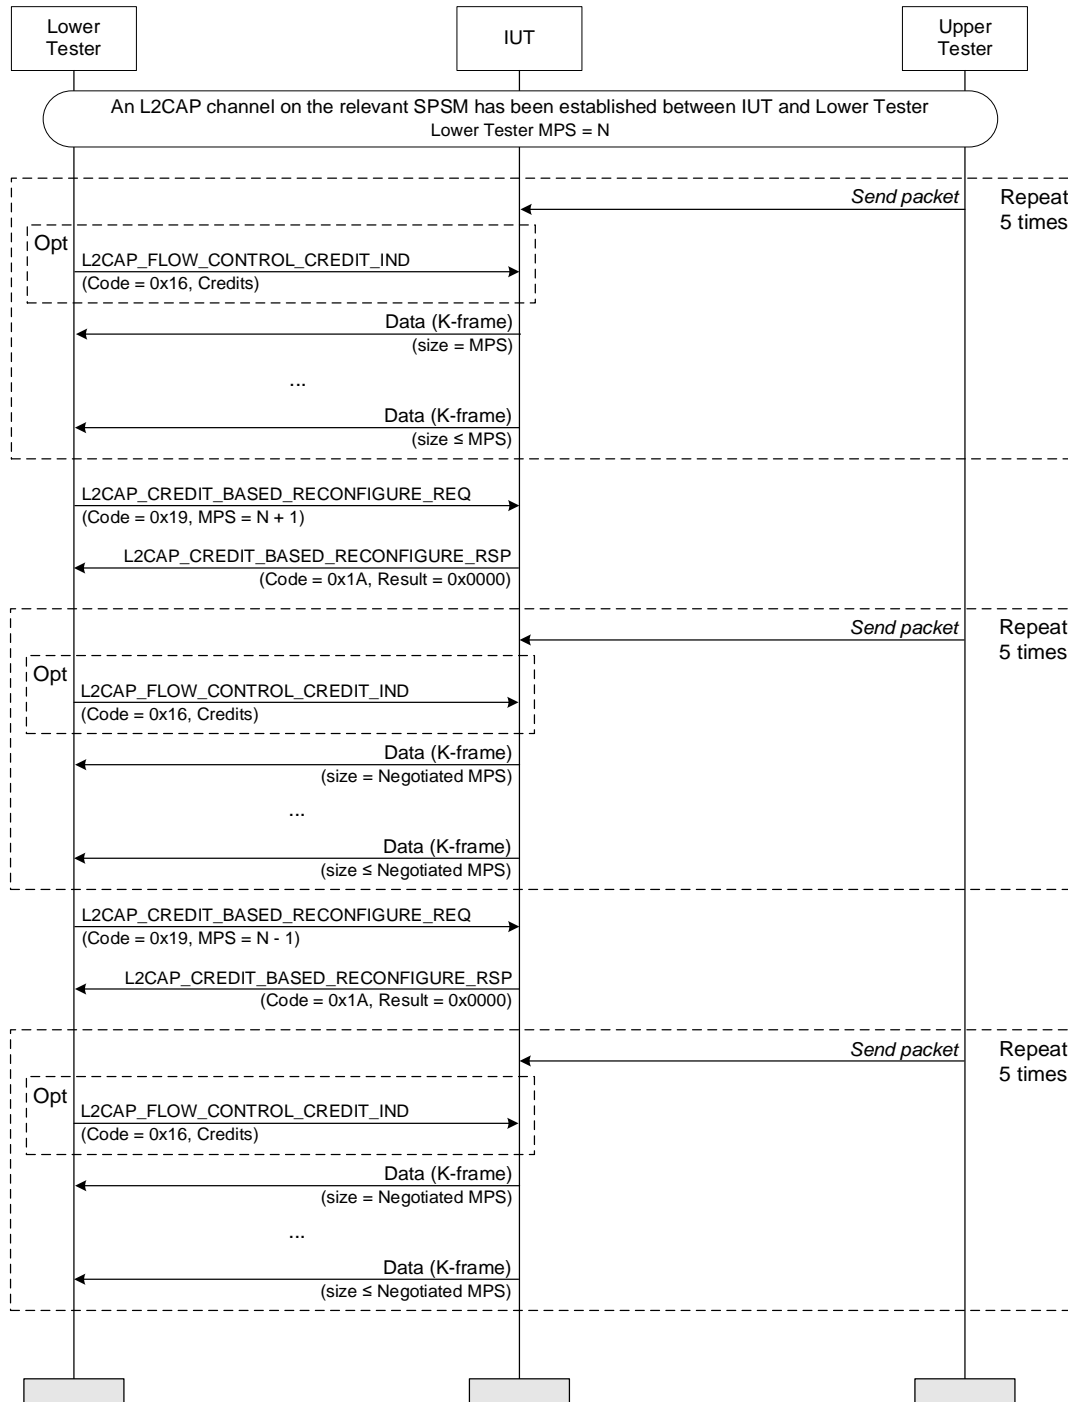 Lower
Tester
IUT
Upper
Tester
An L2CAP channel on the relevant SPSM has been established between IUT and Lower Tester
Lower Tester MPS = N
Send packet
Repeat
5 times
Opt
L2CAP_FLOW_CONTROL_CREDIT_IND
(Code = 0x16, Credits)
Data (K-frame)
(size = MPS)
...
Data (K-frame)
(size ≤ MPS)
L2CAP_CREDIT_BASED_RECONFIGURE_REQ
(Code = 0x19, MPS = N + 1)
L2CAP_CREDIT_BASED_RECONFIGURE_RSP
(Code = 0x1A, Result = 0x0000)
Send packet
Repeat
5 times
Opt
L2CAP_FLOW_CONTROL_CREDIT_IND
(Code = 0x16, Credits)
Data (K-frame)
(size = Negotiated MPS)
...
Data (K-frame)
(size ≤ Negotiated MPS)
L2CAP_CREDIT_BASED_RECONFIGURE_REQ
(Code = 0x19, MPS = N - 1)
L2CAP_CREDIT_BASED_RECONFIGURE_RSP
(Code = 0x1A, Result = 0x0000)
Send packet
Repeat
5 times
Opt
L2CAP_FLOW_CONTROL_CREDIT_IND
(Code = 0x16, Credits)
Data (K-frame)
(size = Negotiated MPS)
...
Data (K-frame)
(size ≤ Negotiated MPS)